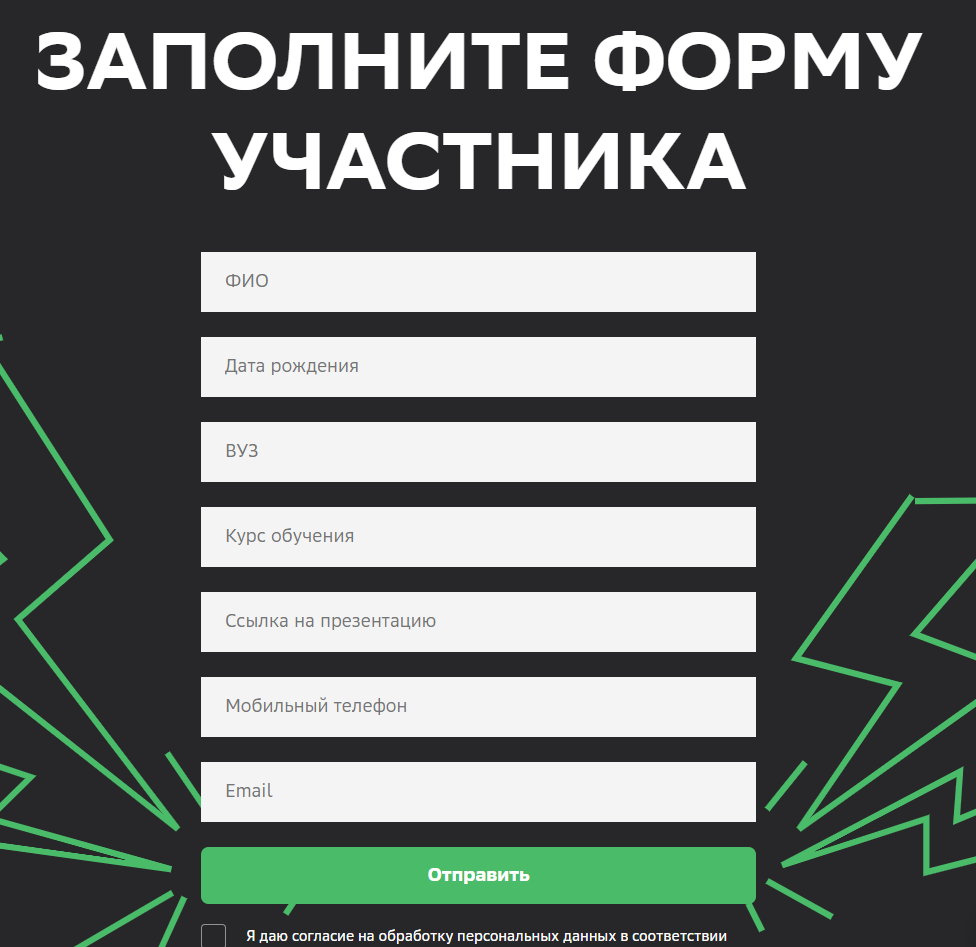 ЗАПОЛНИТЕ ФОРМУ
УЧАСТНИКА
ФИО
Дата рождения
ВУЗ
Курс обучения
Ссылка на презентацию
Мобильный телефон
Email
Отправить
Я даю согласие на обработку персональных данных в соответствии